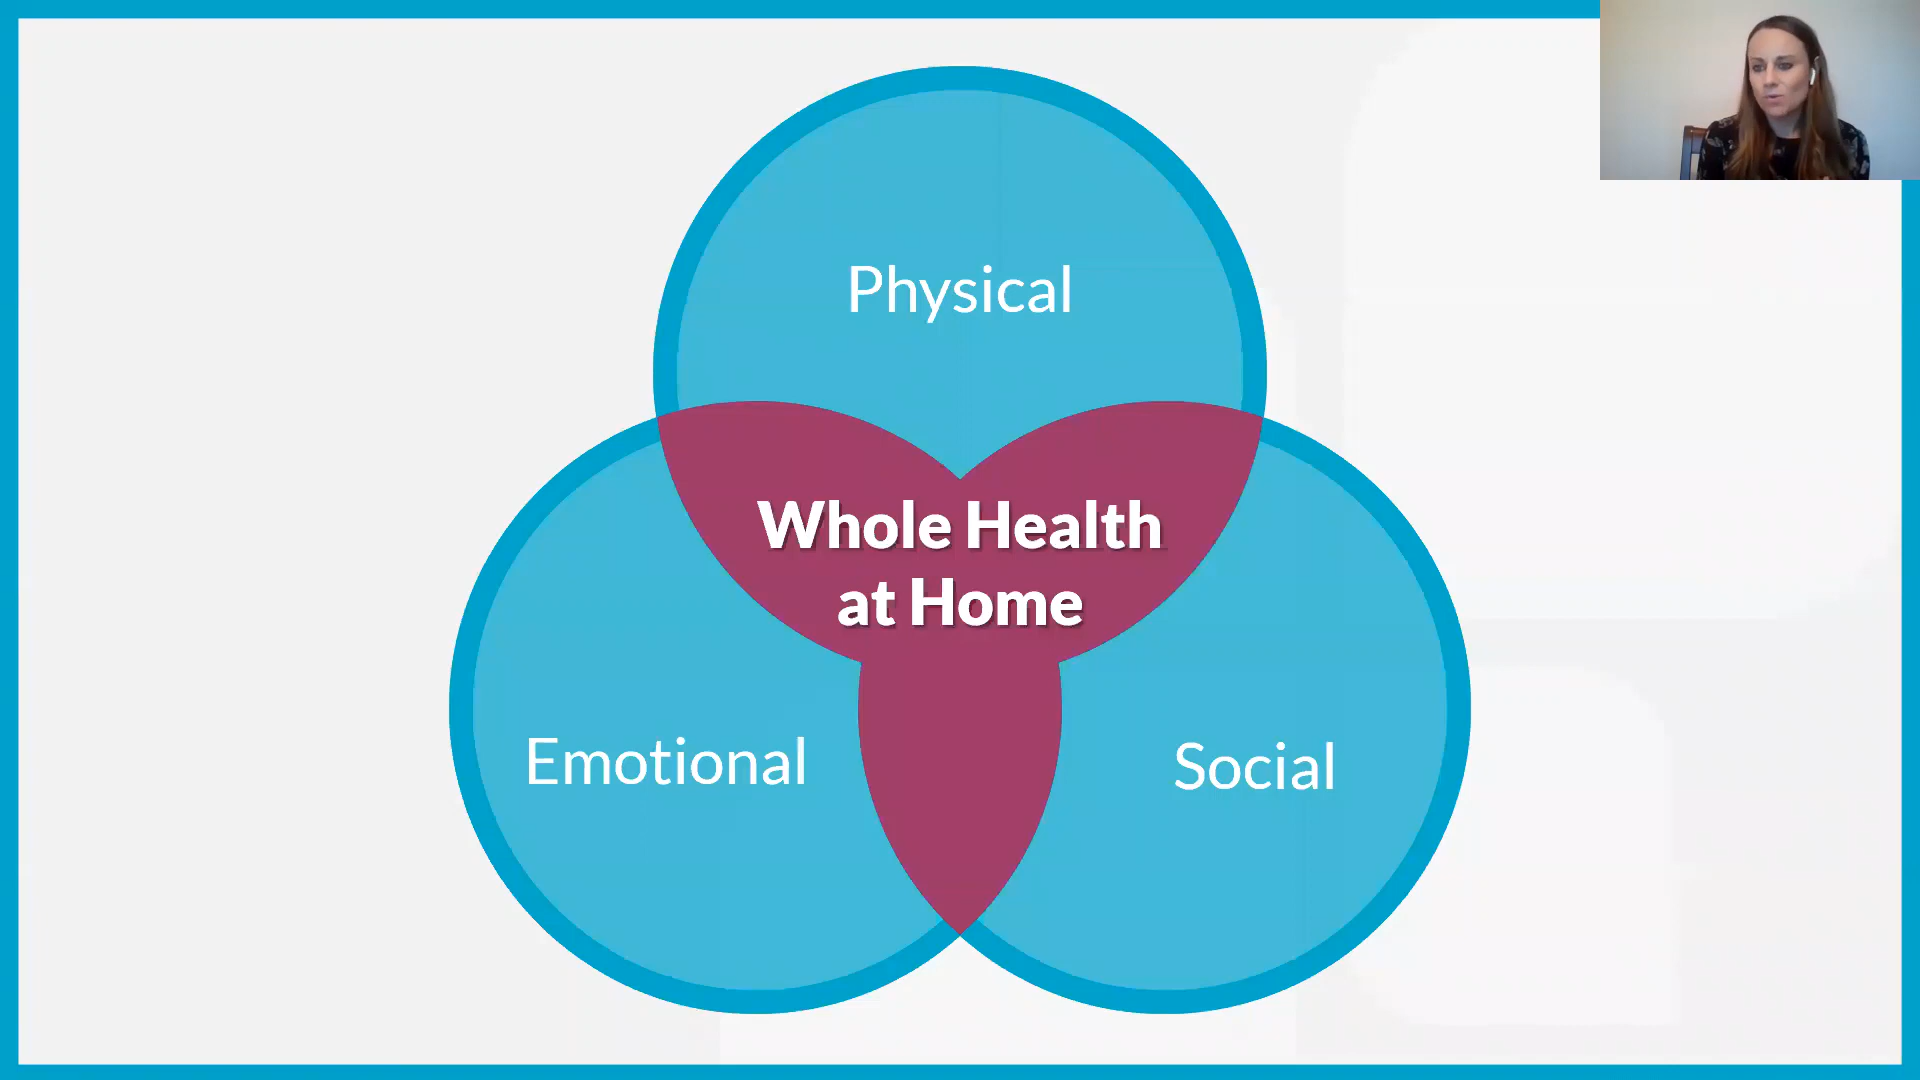 Physical
Whole Health
at Home
Emotional
Social